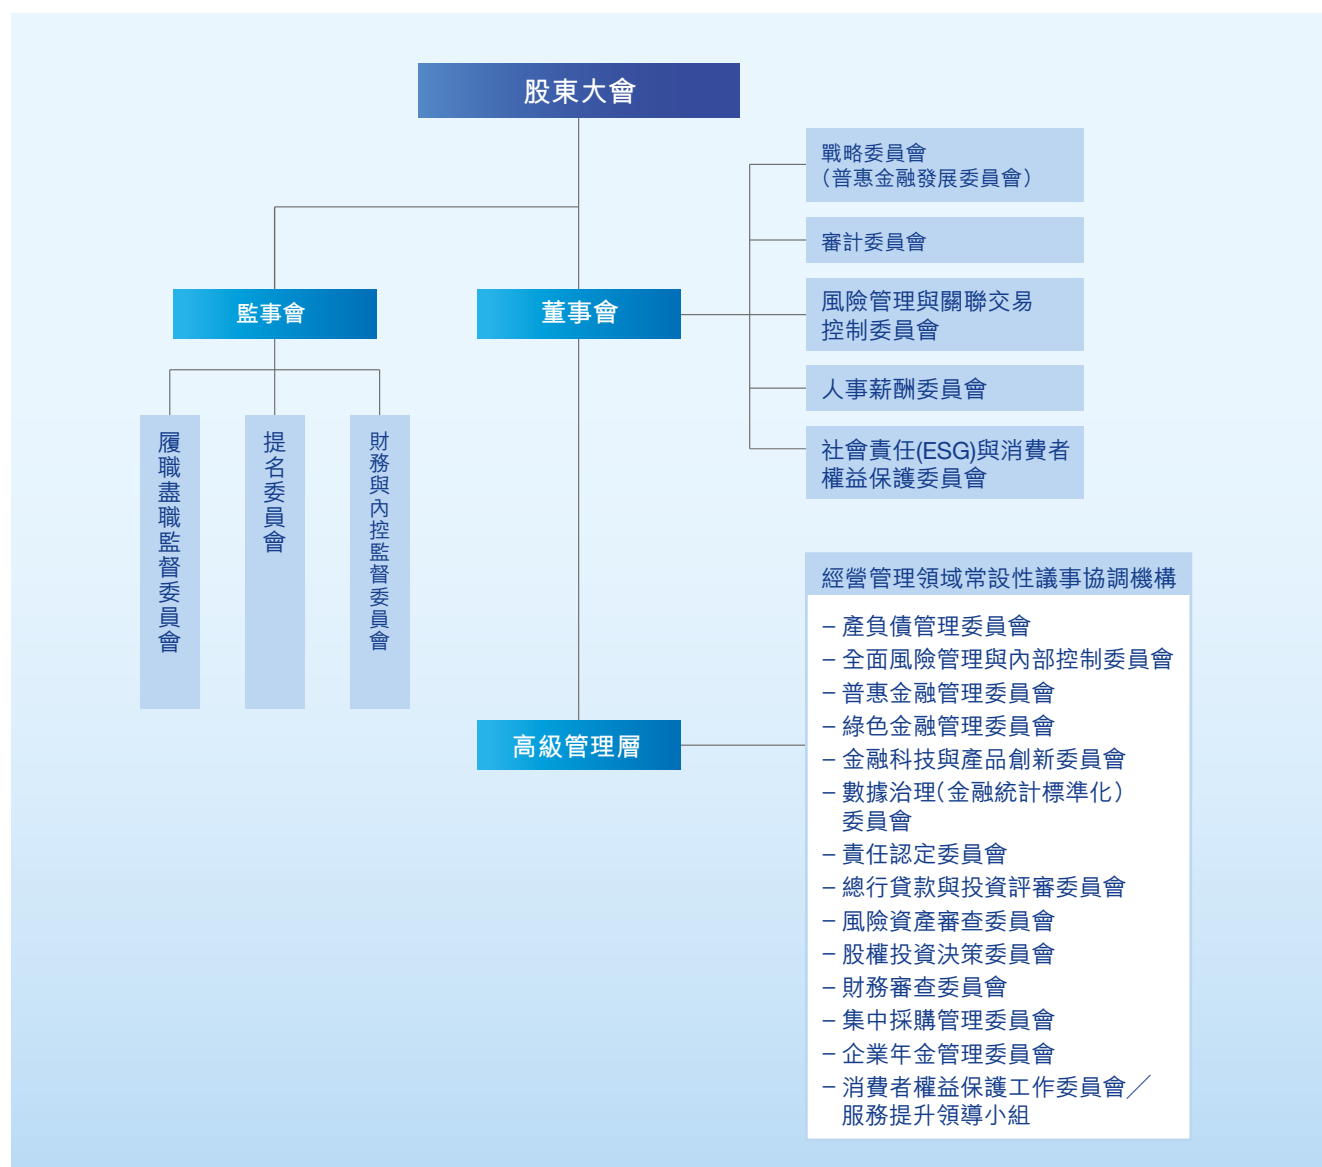 股東大會
戰略委員會
（普惠金融發展委員會）
審計委員會
監事會
董事會
風險管理與關聯交易
控制委員會
人事薪酬委員會
社會責任(ESG)與消費者
權益保護委員會
履職盡職監督委員會
提名委員會
財務與內控監督委員會
高級管理層
經營管理領域常設性議事協調機構
– 產負債管理委員會
– 全面風險管理與內部控制委員會
– 普惠金融管理委員會
– 綠色金融管理委員會
– 金融科技與產品創新委員會
– 數據治理（金融統計標準化）
委員會
– 責任認定委員會
– 總行貸款與投資評審委員會
– 風險資產審查委員會
– 股權投資決策委員會
– 財務審查委員會
– 集中採購管理委員會
– 企業年金管理委員會
– 消費者權益保護工作委員會／
服務提升領導小組